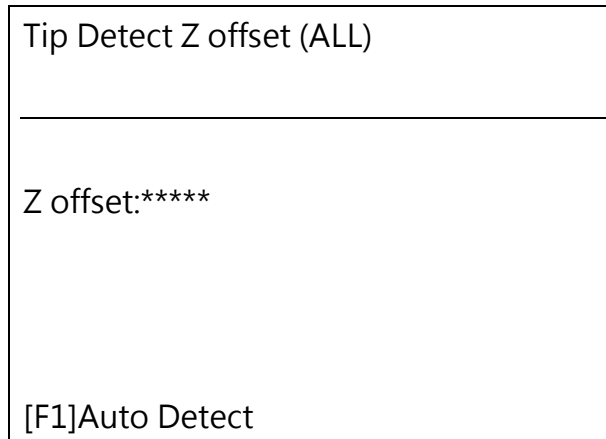 Tip Detect Z offset (ALL)
Z offset:*****
[F1]Auto Detect